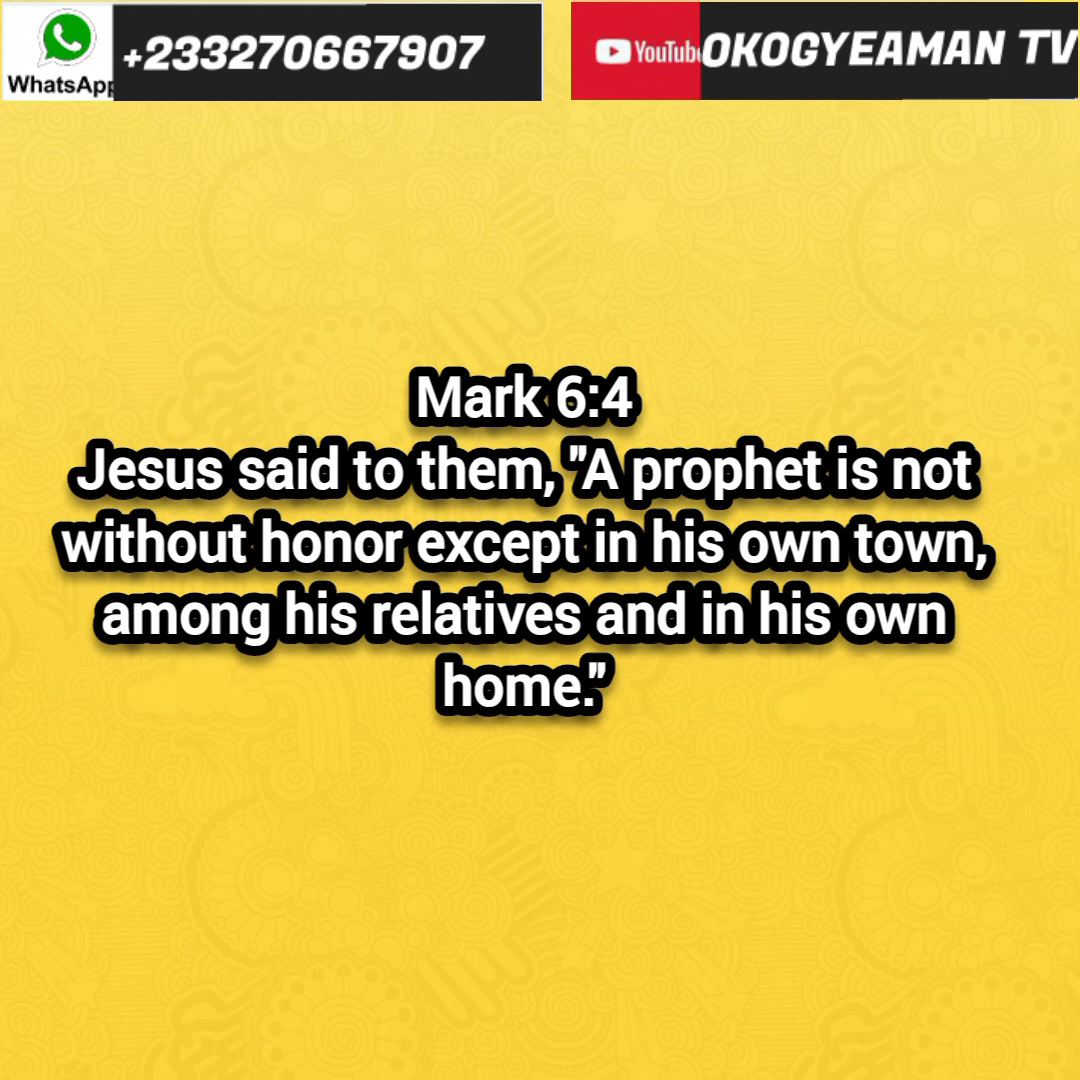 WhatsApp
+233270667907
YouTube
OKOGYEAMAN TV
Mark 6:4
Jesus said to them, "A prophet is not
without honor except in his own town,
among his relatives and in his own
home."